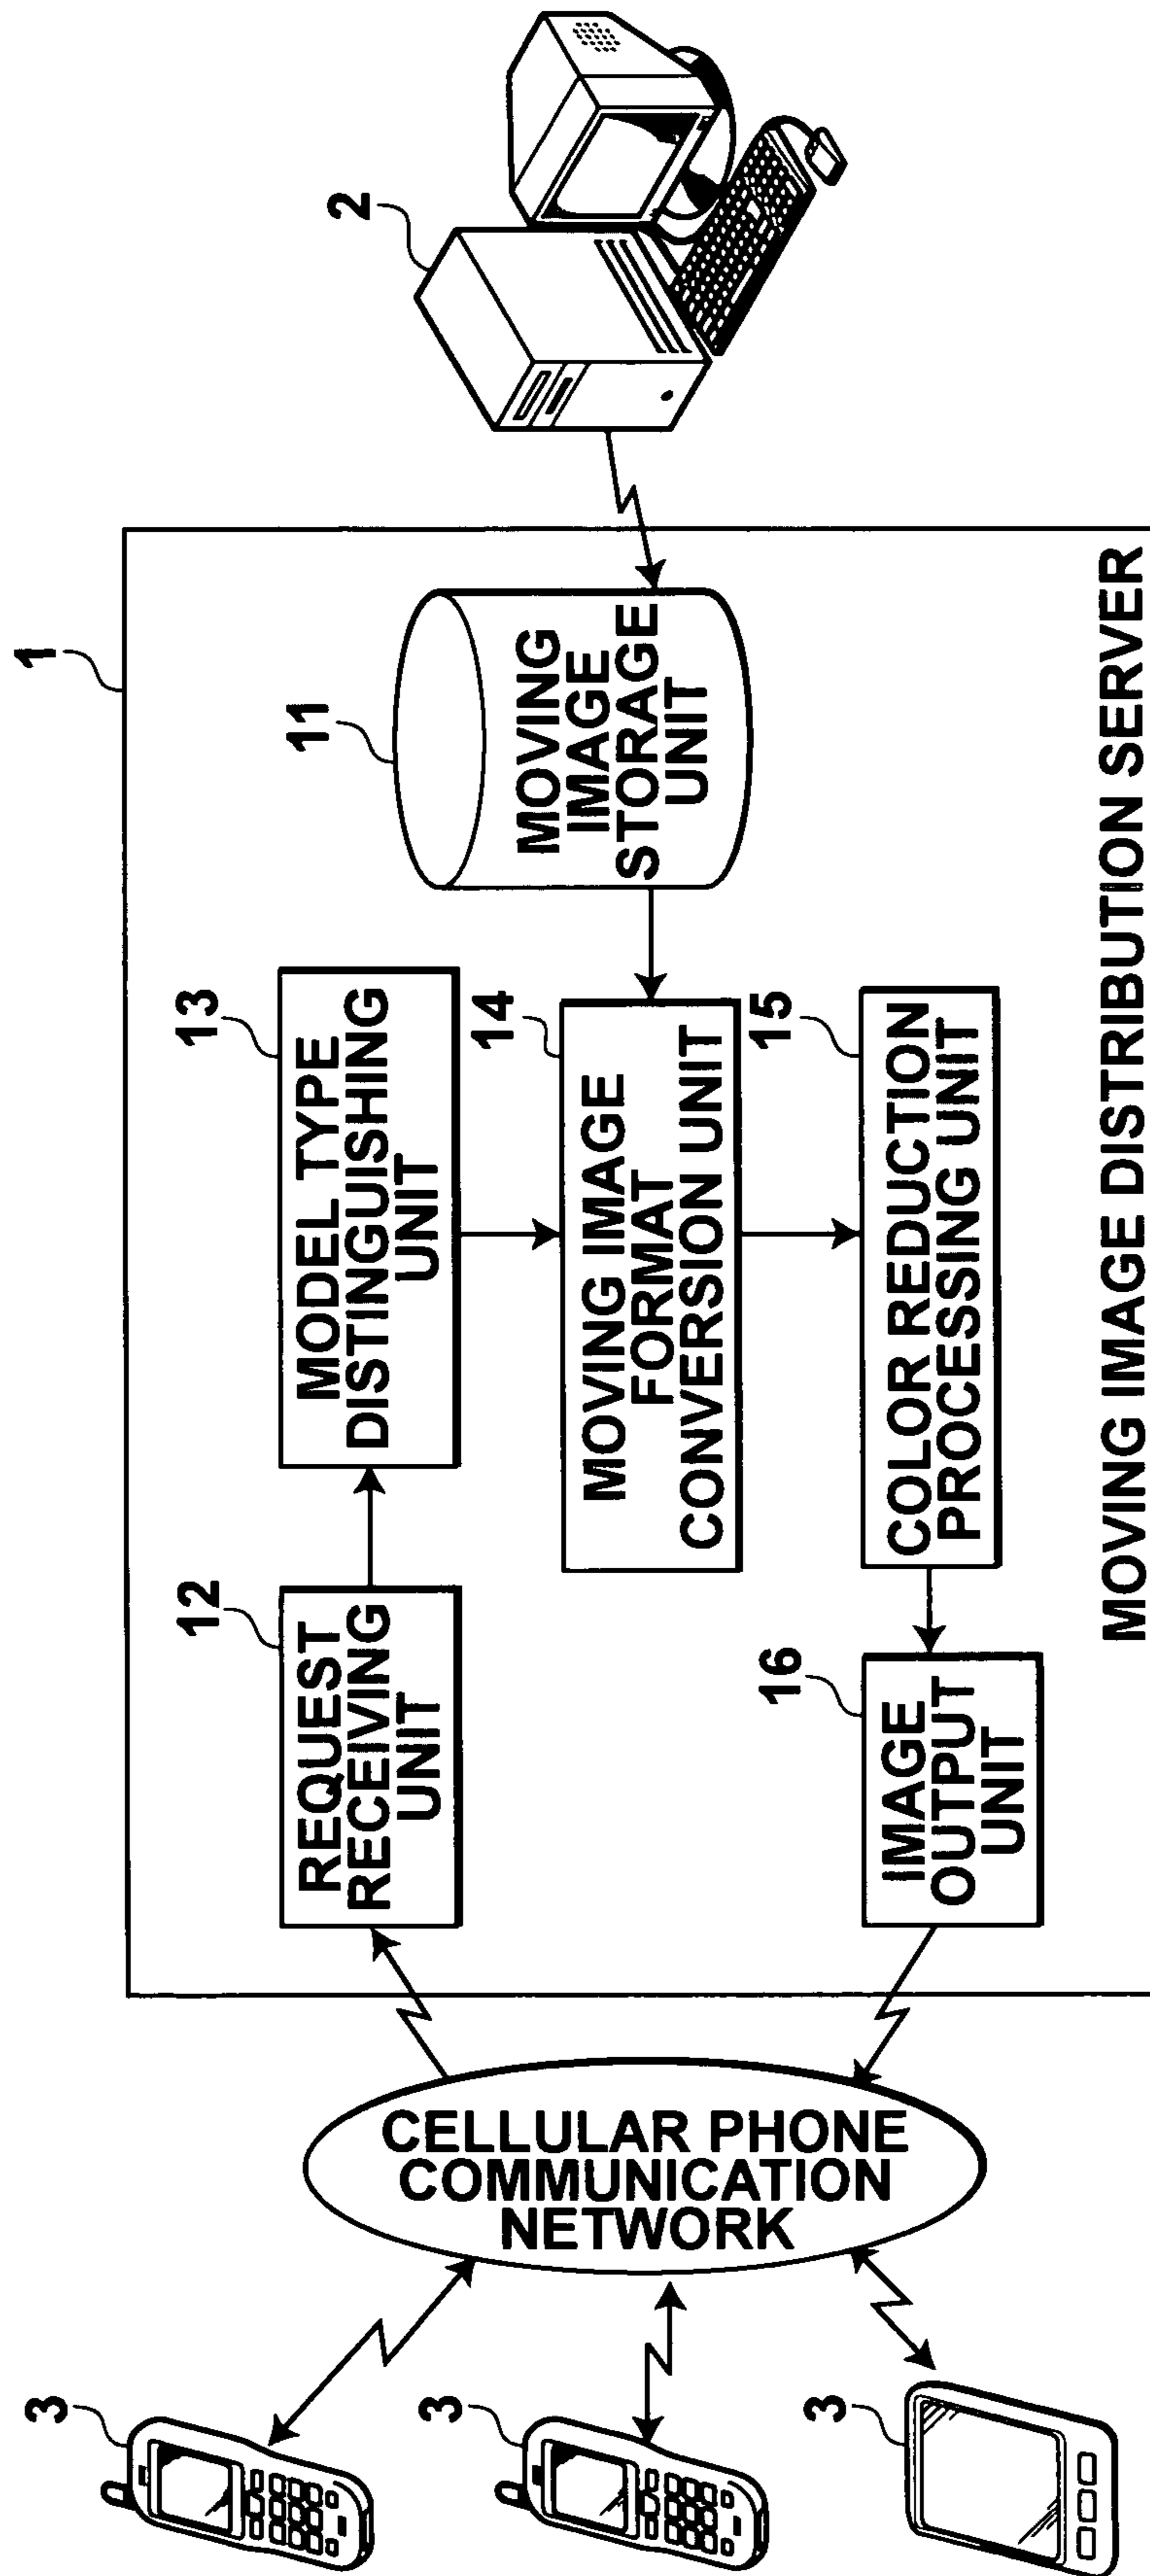 1
2
11
MOVING
IMAGE
STORAGE
UNIT
12
REQUEST
RECEIVING
UNIT
13
MODEL TYPE
DISTINGUISHING
UNIT
14
MOVING IMAGE
FORMAT
CONVERSION UNIT
15
COLOR REDUCTION
PROCESSING UNIT
16
IMAGE
OUTPUT
UNIT
MOVING IMAGE DISTRIBUTION SERVER
CELLULAR PHONE
COMMUNICATION
NETWORK
3
3
3